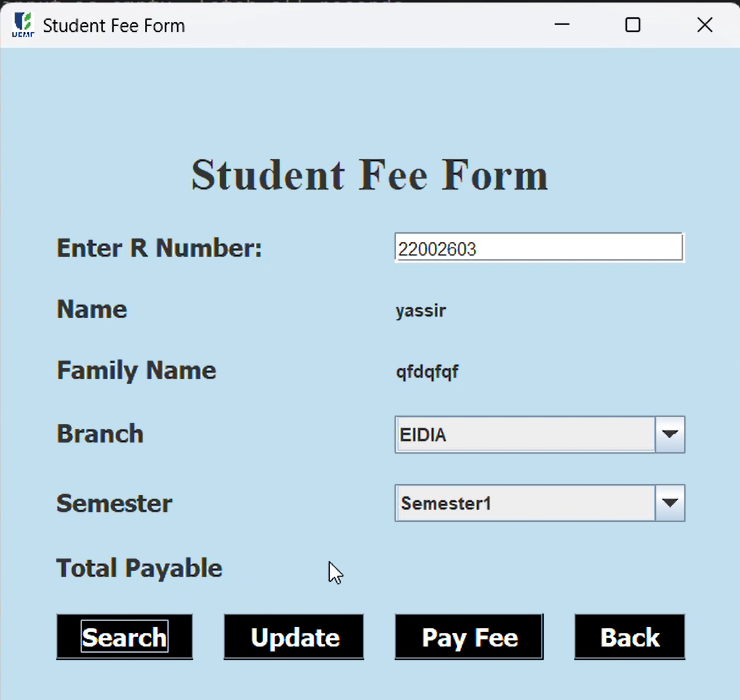 Student Fee Form
Student Fee Form
Enter R Number: 22002603
Name yassir
Family Name qfdqfqf
Branch EIDIA
Semester Semester1
Total Payable
Search Update Pay Fee Back